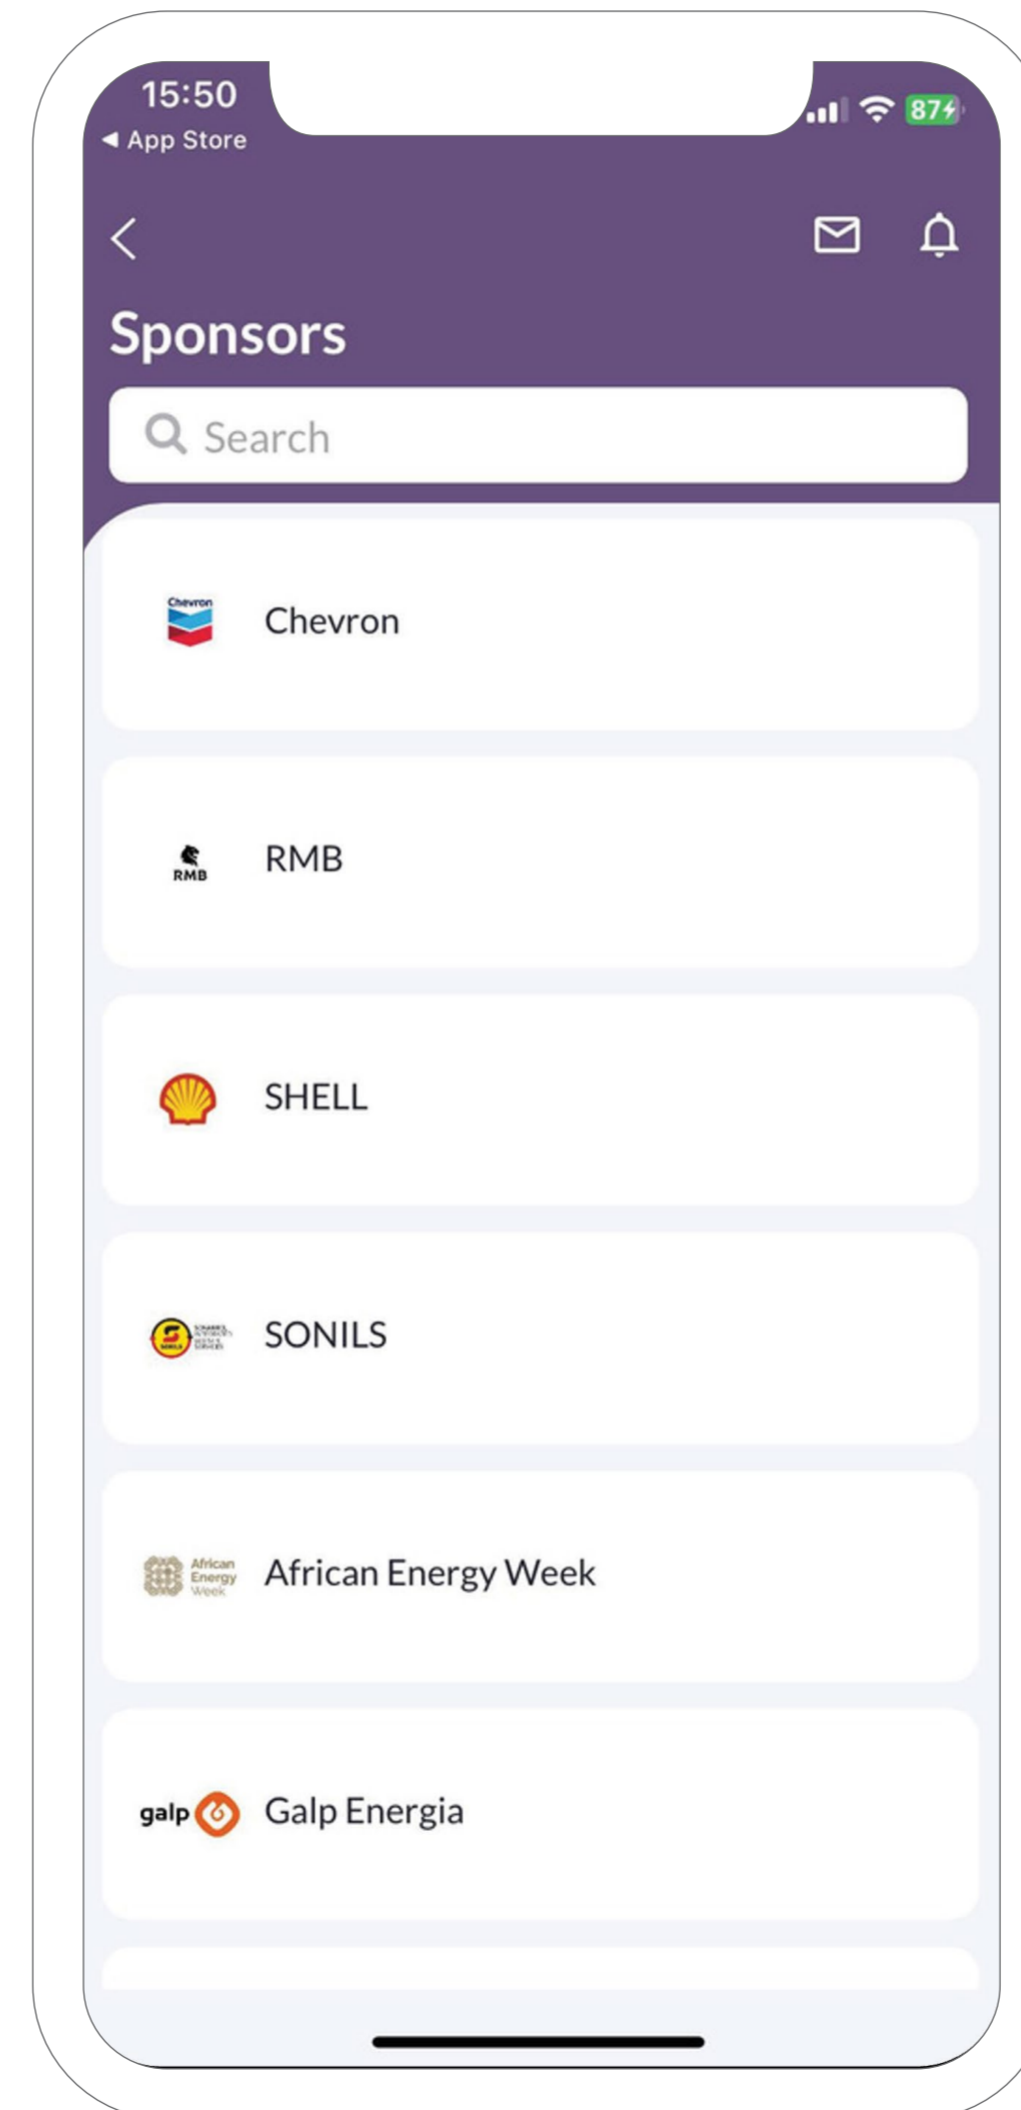 15:50
◀ App Store
87
Sponsors
Search
Chevron
Chevron
RMB
RMB
SHELL
SONILS
African
Energy
Week
African Energy Week
galp
Galp Energia